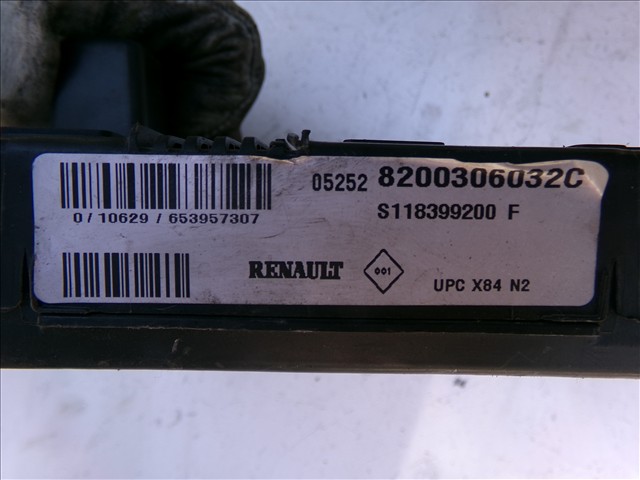 05252 8200306032C
0/10629/653957307
S118399200 F
RENAULT
001
UPC X84 N2